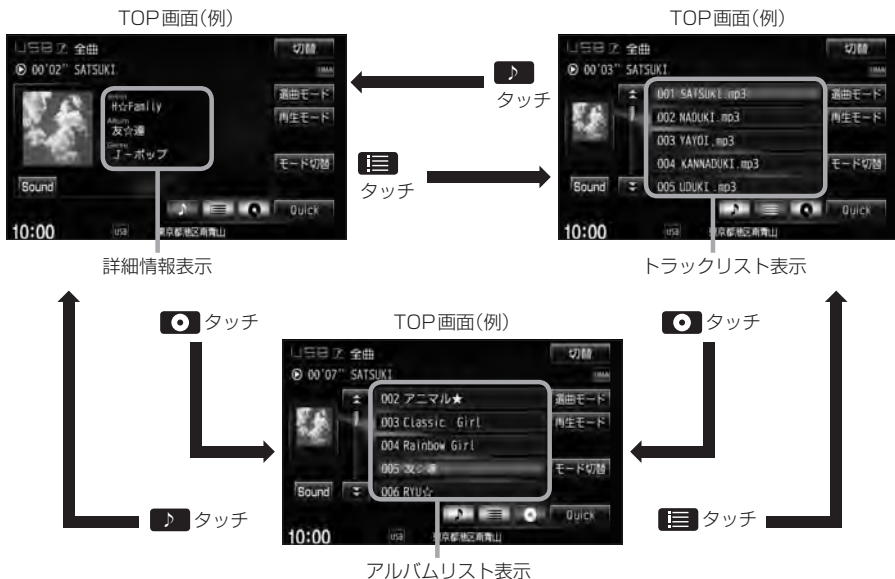 TOP画面(例)
USB 全曲
切替
00'02" SATSUKI
選曲モード
H☆Family
Album
友☆達
再生モード
Genre
J-ポップ
モード切替
Sound
Quick
10:00
USB
東京都港区南青山
詳細情報表示
♪
タッチ
タッチ
TOP画面(例)
USB 全曲
切替
00'03" SATSUKI
001 SATSUKI.mp3
選曲モード
002 NADUKI.mp3
再生モード
003 YAYOI.mp3
004 KANNADUKI.mp3
モード切替
Sound
005 UDUKI.mp3
Quick
10:00
USB
東京都港区南青山
トラックリスト表示
タッチ
TOP画面(例)
タッチ
USB 全曲
切替
00'07" SATSUKI
002 アニマル★
選曲モード
003 Classic Girl
再生モード
004 Rainbow Girl
005 友☆達
モード切替
Sound
006 RYU☆
Quick
♪ タッチ
タッチ
10:00
USB
東京都港区南青山
アルバムリスト表示